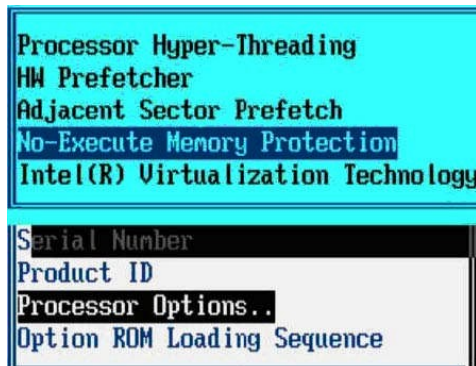 Processor Hyper-Threading
HW Prefetcher
Adjacent Sector Prefetch
No-Execute Memory Protection
Intel(R) Virtualization Technology
Serial Number
Product ID
Processor Options..
Option ROM Loading Sequence